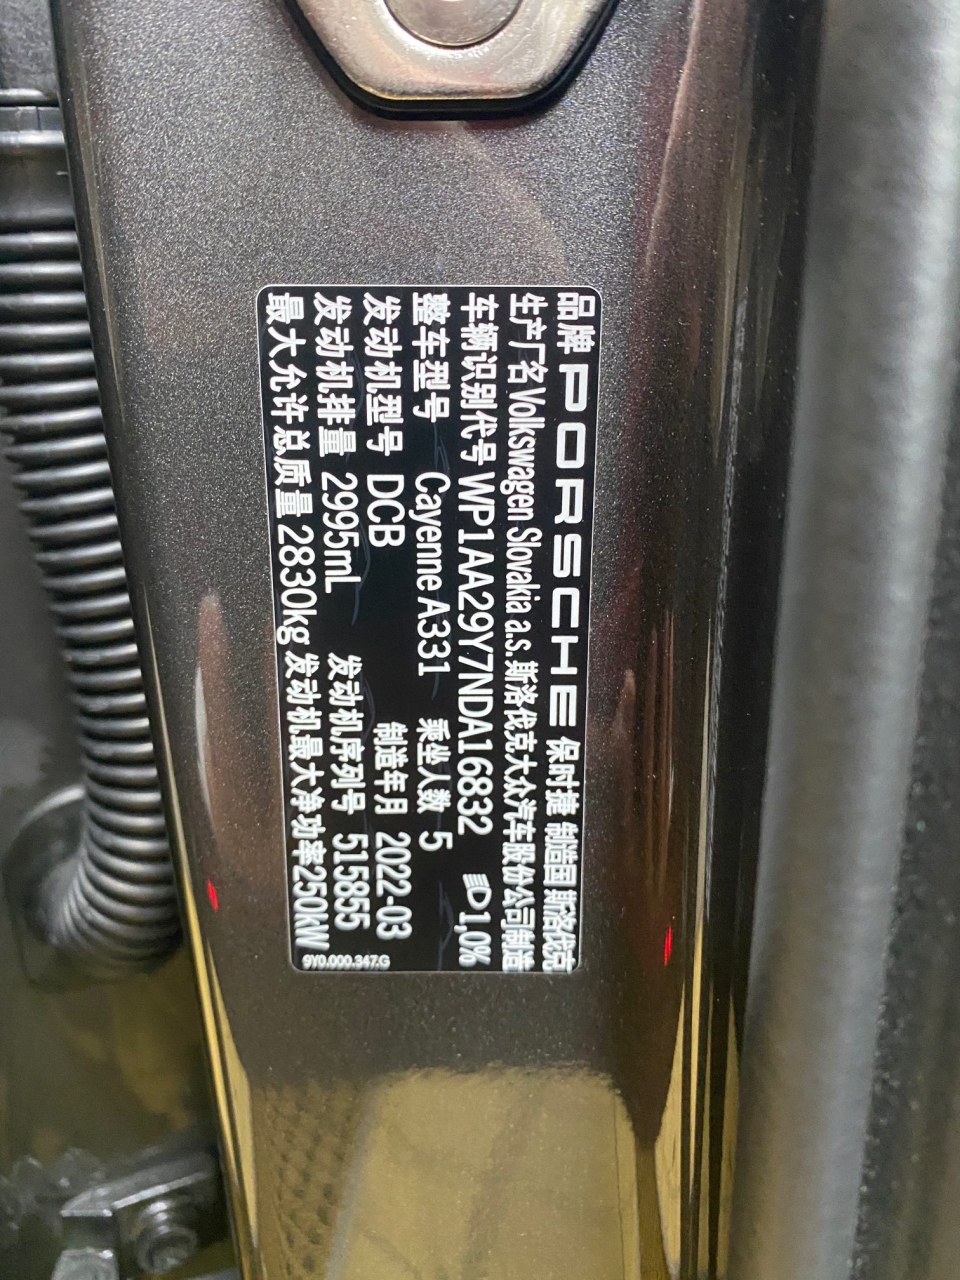 品牌 PORSCHE 保时捷 制造国 斯洛伐克
生产厂名 Volkswagen Slovakia a.s. 斯洛伐克大众汽车股份公司制造
车辆识别代号 WP1AA29Y7NDA16832 1,0%
整车型号 Cayenne A331 乘坐人数 5
发动机型号 DCB 制造年月 2022-03
发动机排量 2995mL 发动机序列号 515855
最大允许总质量 2830kg 发动机最大净功率250kW
9Y0.000.347.G